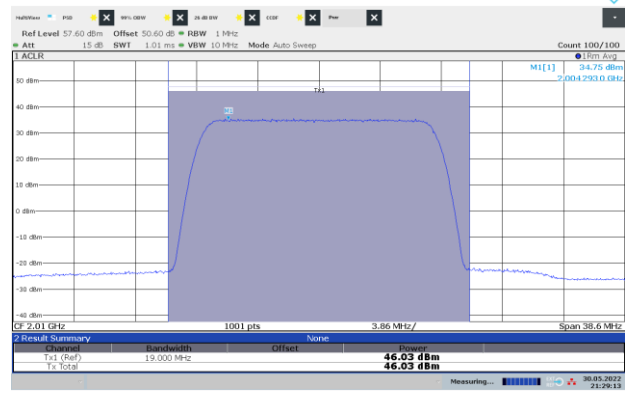 MultiView PSD 99% OBW 26 dB BW CCDF Pwr
Ref Level 57.60 dBm Offset 50.60 dB RBW 1 MHz
Att 15 dB SWT 1.01 ms VBW 10 MHz Mode Auto Sweep Count 100/100
1 ACLR 1Rm Avg
M1[1] 34.75 dBm
2.0042930 GHz
50 dBm
Tx1
40 dBm
M1
30 dBm
20 dBm
10 dBm
0 dBm
-10 dBm
-20 dBm
-30 dBm
-40 dBm
CF 2.01 GHz 1001 pts 3.86 MHz/ Span 38.6 MHz
2 Result Summary None
Channel Bandwidth Offset Power
Tx1 (Ref) 19.000 MHz 46.03 dBm
Tx Total 46.03 dBm
Measuring... 30.05.2022
21:29:13